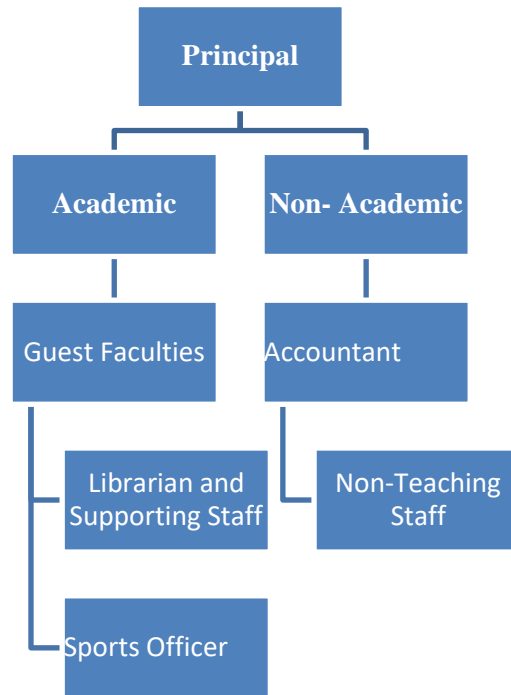 Principal
Academic
Non- Academic
Guest Faculties
Accountant
Librarian and
Supporting Staff
Non-Teaching
Staff
Sports Officer